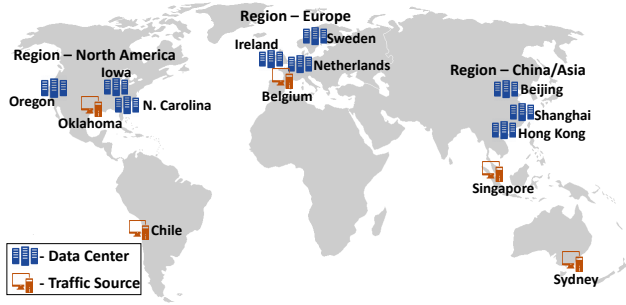 Region – Europe
Ireland
Sweden
Netherlands
Belgium
Region – North America
Iowa
Oregon
N. Carolina
Oklahoma
Region – China/Asia
Beijing
Shanghai
Hong Kong
Singapore
Chile
Sydney
- Data Center
- Traffic Source